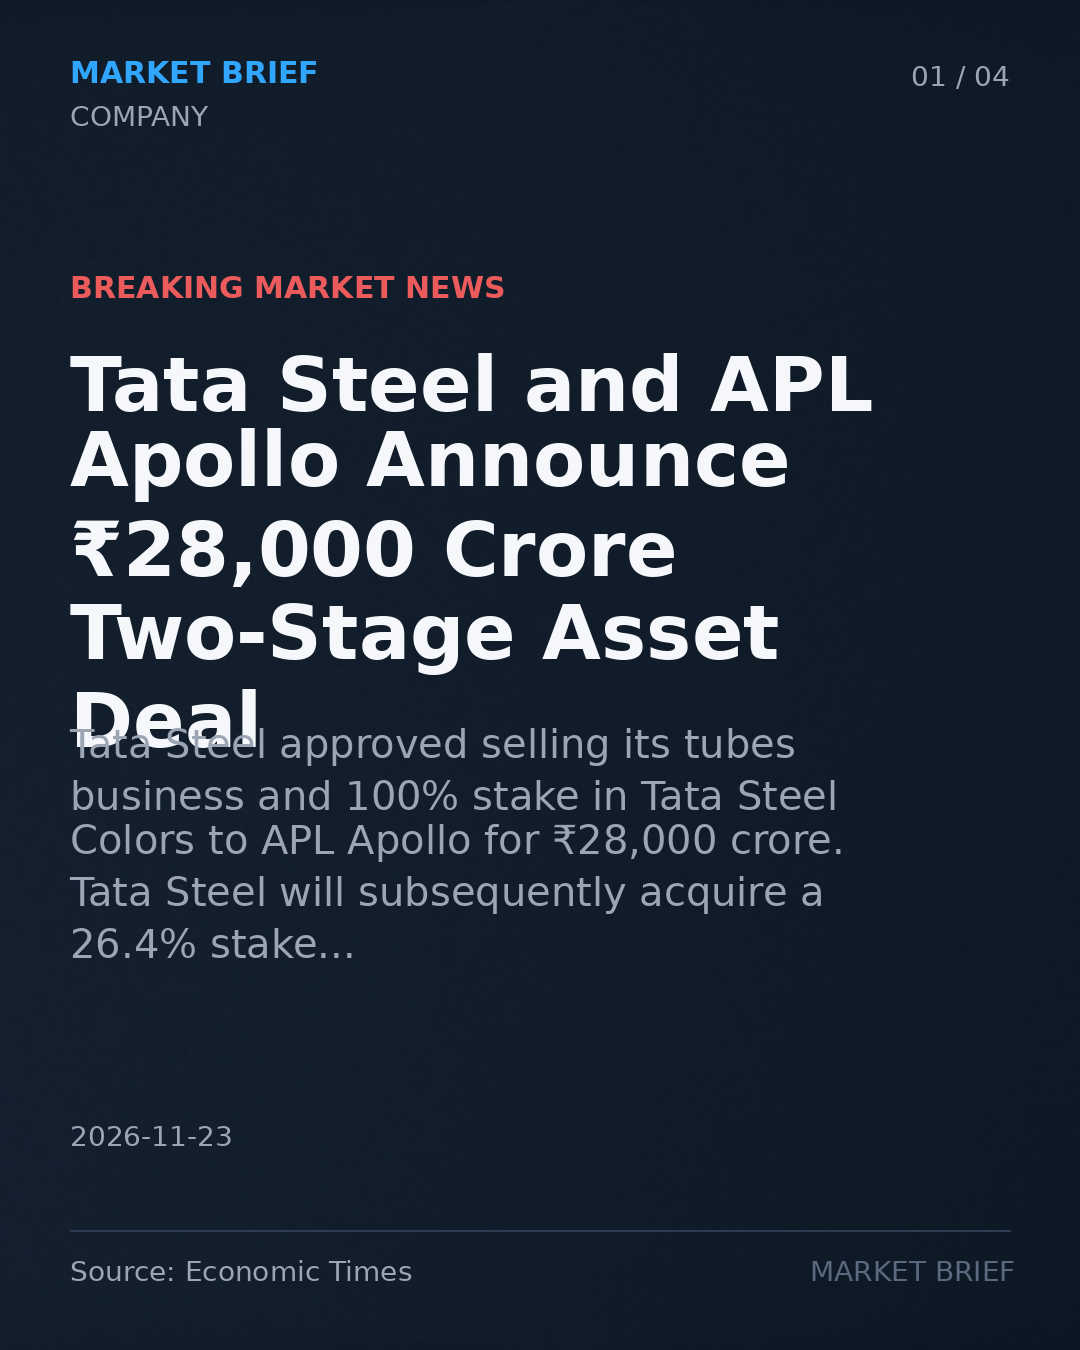 MARKET BRIEF
01 / 04
COMPANY
BREAKING MARKET NEWS
Tata Steel and APL
Apollo Announce
₹28,000 Crore
Two-Stage Asset
Deal
Tata Steel approved selling its tubes
business and 100% stake in Tata Steel
Colors to APL Apollo for ₹28,000 crore.
Tata Steel will subsequently acquire a
26.4% stake...
2026-11-23
Source: Economic Times
MARKET BRIEF